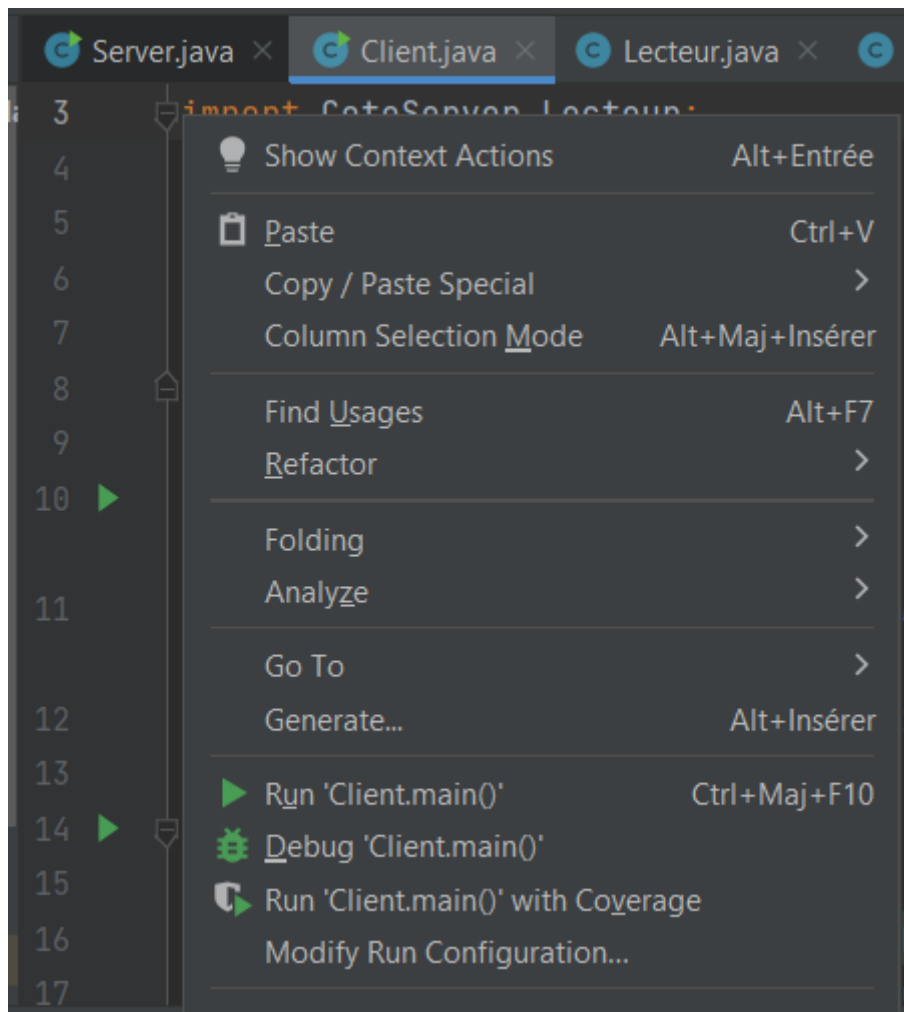 Server.java
Client.java
Lecteur.java
3 import CoteServer.Lecteur;
4
Show Context Actions Alt+Entrée
5
Paste Ctrl+V
6
Copy / Paste Special
7
Column Selection Mode Alt+Maj+Insérer
8
Find Usages Alt+F7
9
Refactor
10
Folding
Analyze
11
Go To
12
Generate... Alt+Insérer
13
Run 'Client.main()' Ctrl+Maj+F10
14
Debug 'Client.main()'
15
Run 'Client.main()' with Coverage
16
Modify Run Configuration...
17